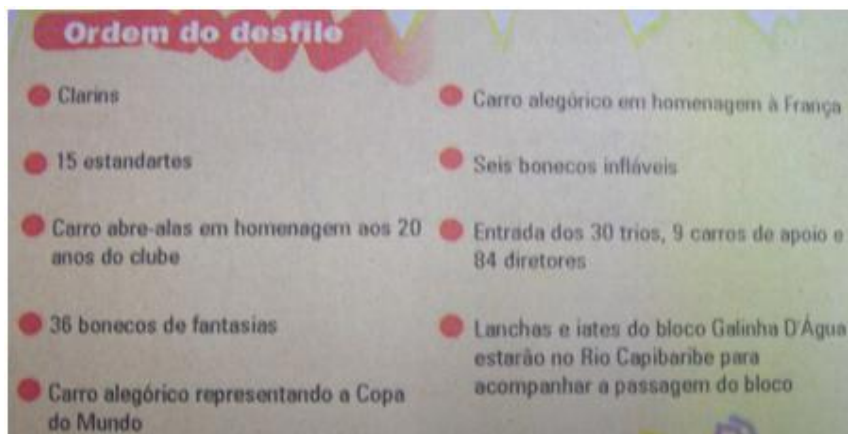 Ordem do desfile
Clarins
15 estandartes
Carro abre-alas em homenagem aos 20
anos do clube
36 bonecos de fantasias
Carro alegórico representando a Copa
do Mundo
Carro alegórico em homenagem à França
Seis bonecos infláveis
Entrada dos 30 trios, 9 carros de apoio e
84 diretores
Lanchas e iates do bloco Galinha D'Água
estarão no Rio Capibaribe para
acompanhar a passagem do bloco